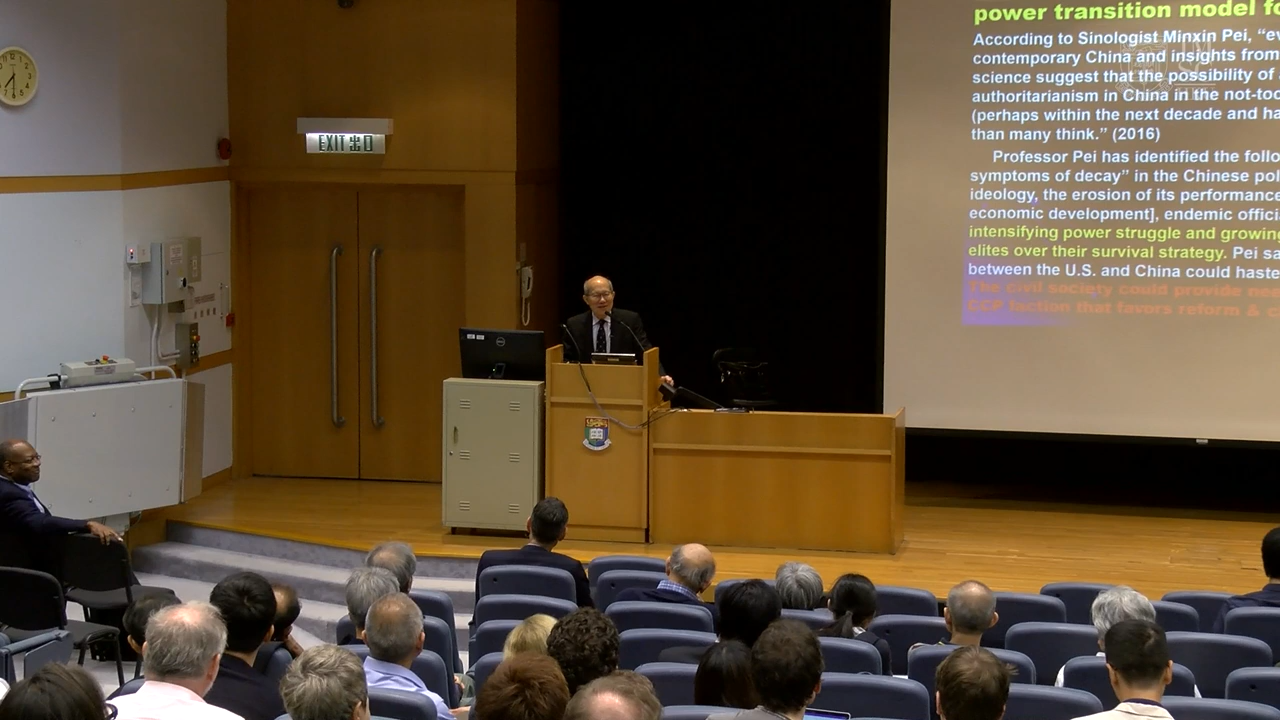 power transition model fo
According to Sinologist Minxin Pei, “ev
contemporary China and insights from
science suggest that the possibility of
authoritarianism in China in the not-too
(perhaps within the next decade and ha
than many think.” (2016)
Professor Pei has identified the follo
symptoms of decay” in the Chinese pol
ideology, the erosion of its performance
economic development], endemic offici
intensifying power struggle and growing
elites over their survival strategy. Pei sa
between the U.S. and China could haste
The civil society could provide nee
CCP faction that favors reform & c
EXIT 出口
DELL